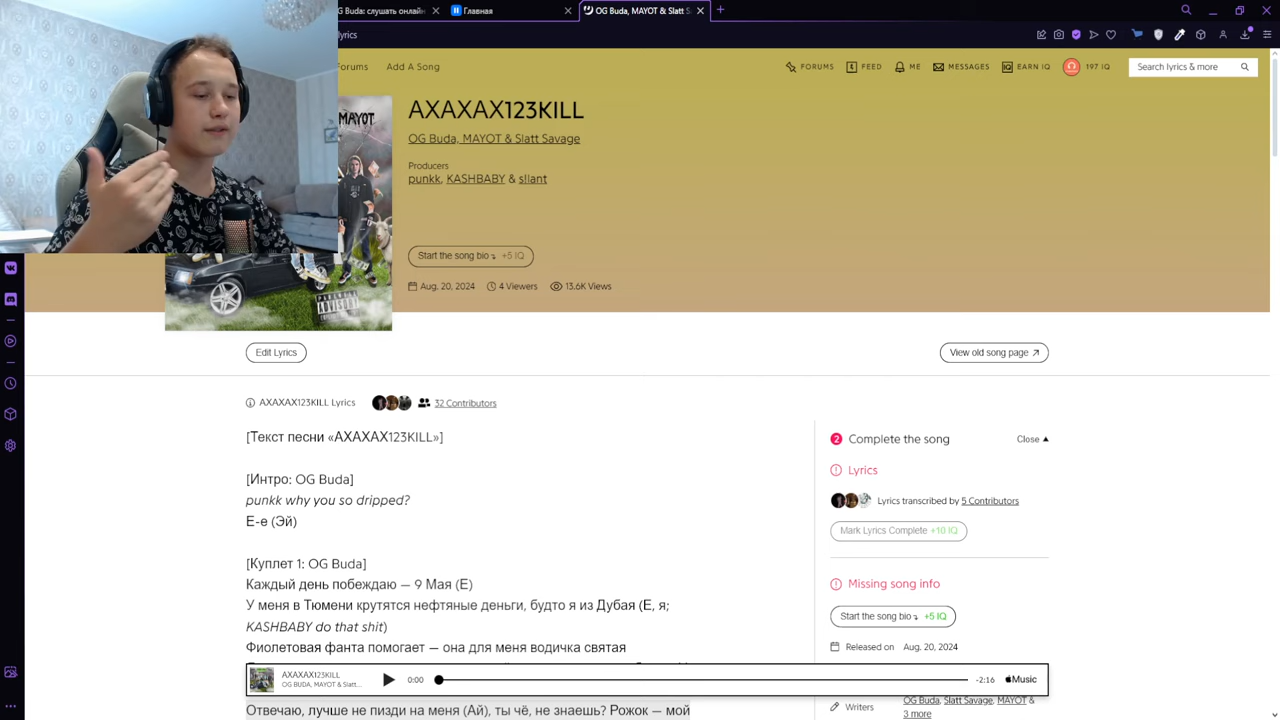 OG Buda: слушать онлайн
Главная
OG Buda, MAYOT & Slatt S
lyrics
Forums
Add A Song
FORUMS
FEED
ME
MESSAGES
EARN IQ
197 IQ
Search lyrics & more
MAYOT
AXAXAX123KILL
OG Buda, MAYOT & Slatt Savage
Producers
punkk, KASHBABY & s!lant
Start the song bio +5 IQ
Aug. 20, 2024
4 Viewers
13.6K Views
PARENTAL
ADVISORY
Edit Lyrics
View old song page
AXAXAX123KILL Lyrics
32 Contributors
[Текст песни «АХАХАХ123KILL»]
[Интро: OG Buda]
punkk why you so dripped?
Е-е (Эй)
[Куплет 1: OG Buda]
Каждый день побеждаю — 9 Мая (Е)
У меня в Тюмени крутятся нефтяные деньги, будто я из Дубая (Е, я;
KASHBABY do that shit)
Фиолетовая фанта помогает — она для меня водичка святая
Отвечаю, лучше не пизди на меня (Ай), ты чё, не знаешь? Рожок — мой
2
Complete the song
Close
Lyrics
Lyrics transcribed by 5 Contributors
Mark Lyrics Complete +10 IQ
Missing song info
Start the song bio +5 IQ
Released on
Aug. 20, 2024
Writers
OG Buda, Slatt Savage, MAYOT &
3 more
AXAXAX123KILL
OG BUDA, MAYOT & Slatt...
0:00
-2:16
Music